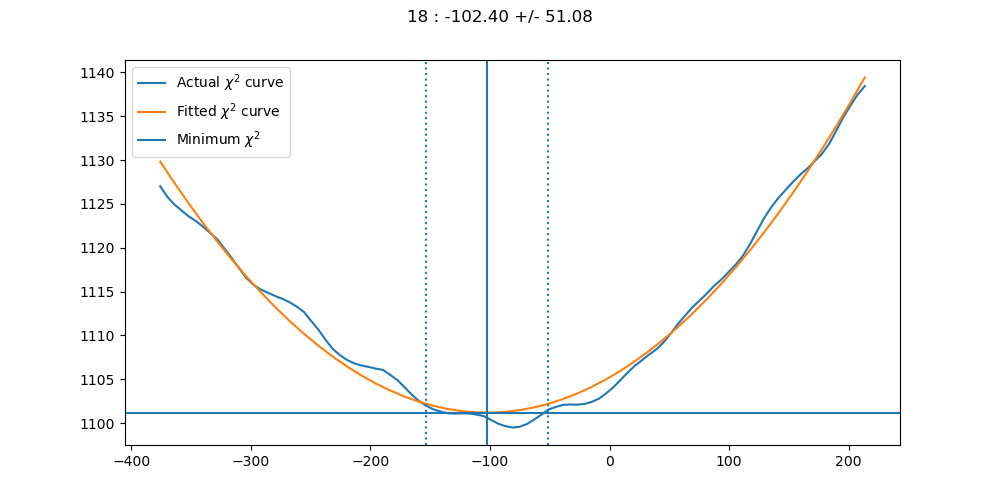 18 : -102.40 +/- 51.08
Actual χ² curve
Fitted χ² curve
Minimum χ²
1140
1135
1130
1125
1120
1115
1110
1105
1100
−400 −300 −200 −100 0 100 200